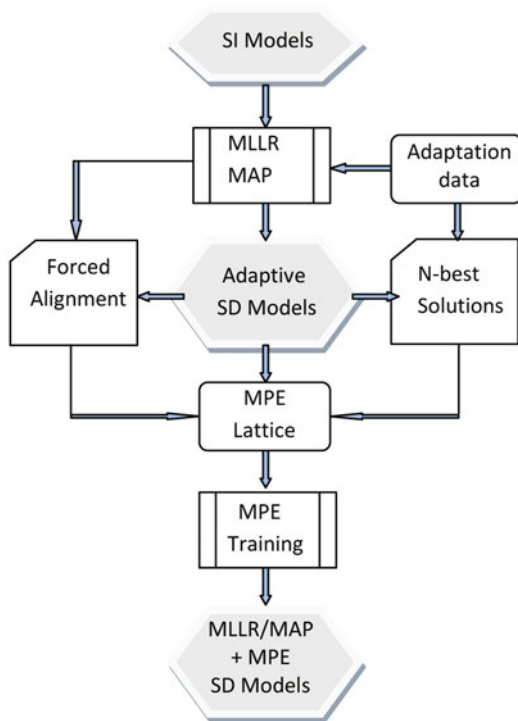 SI Models
MLLR
MAP
Adaptation
data
Forced
Alignment
Adaptive
SD Models
N-best
Solutions
MPE
Lattice
MPE
Training
MLLR/MAP
+ MPE
SD Models